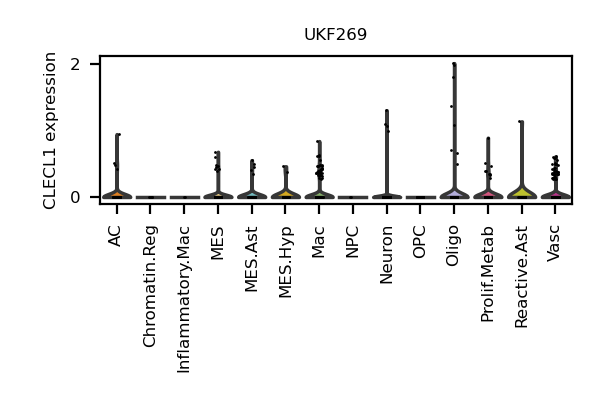 UKF269
CLECL1 expression
2
0
AC
Chromatin.Reg
Inflammatory.Mac
MES
MES.Ast
MES.Hyp
Mac
NPC
Neuron
OPC
Oligo
Prolif.Metab
Reactive.Ast
Vasc